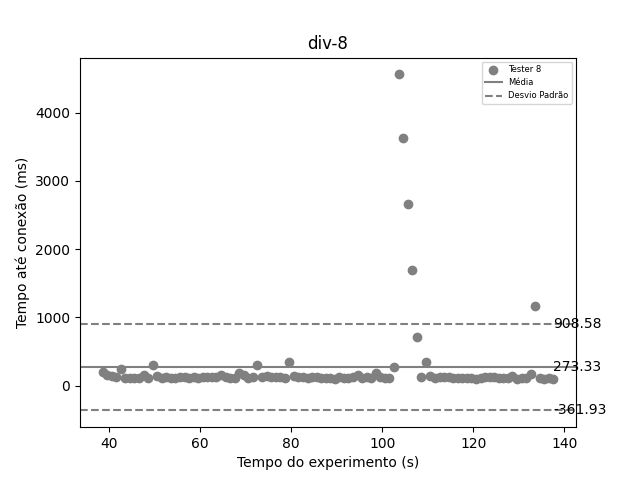 div-8
Tester 8
Média
Desvio Padrão
4000
3000
2000
1000
0
908.58
273.33
-361.93
Tempo até conexão (ms)
40 60 80 100 120 140
Tempo do experimento (s)